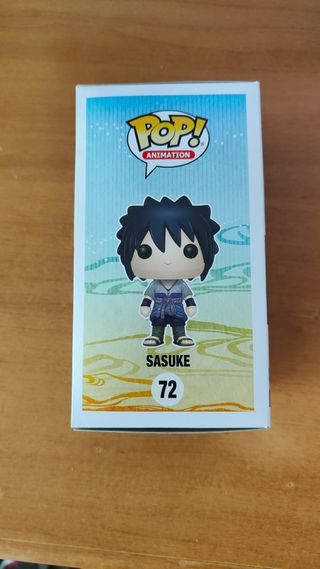 POP!
ANIMATION
SASUKE
72